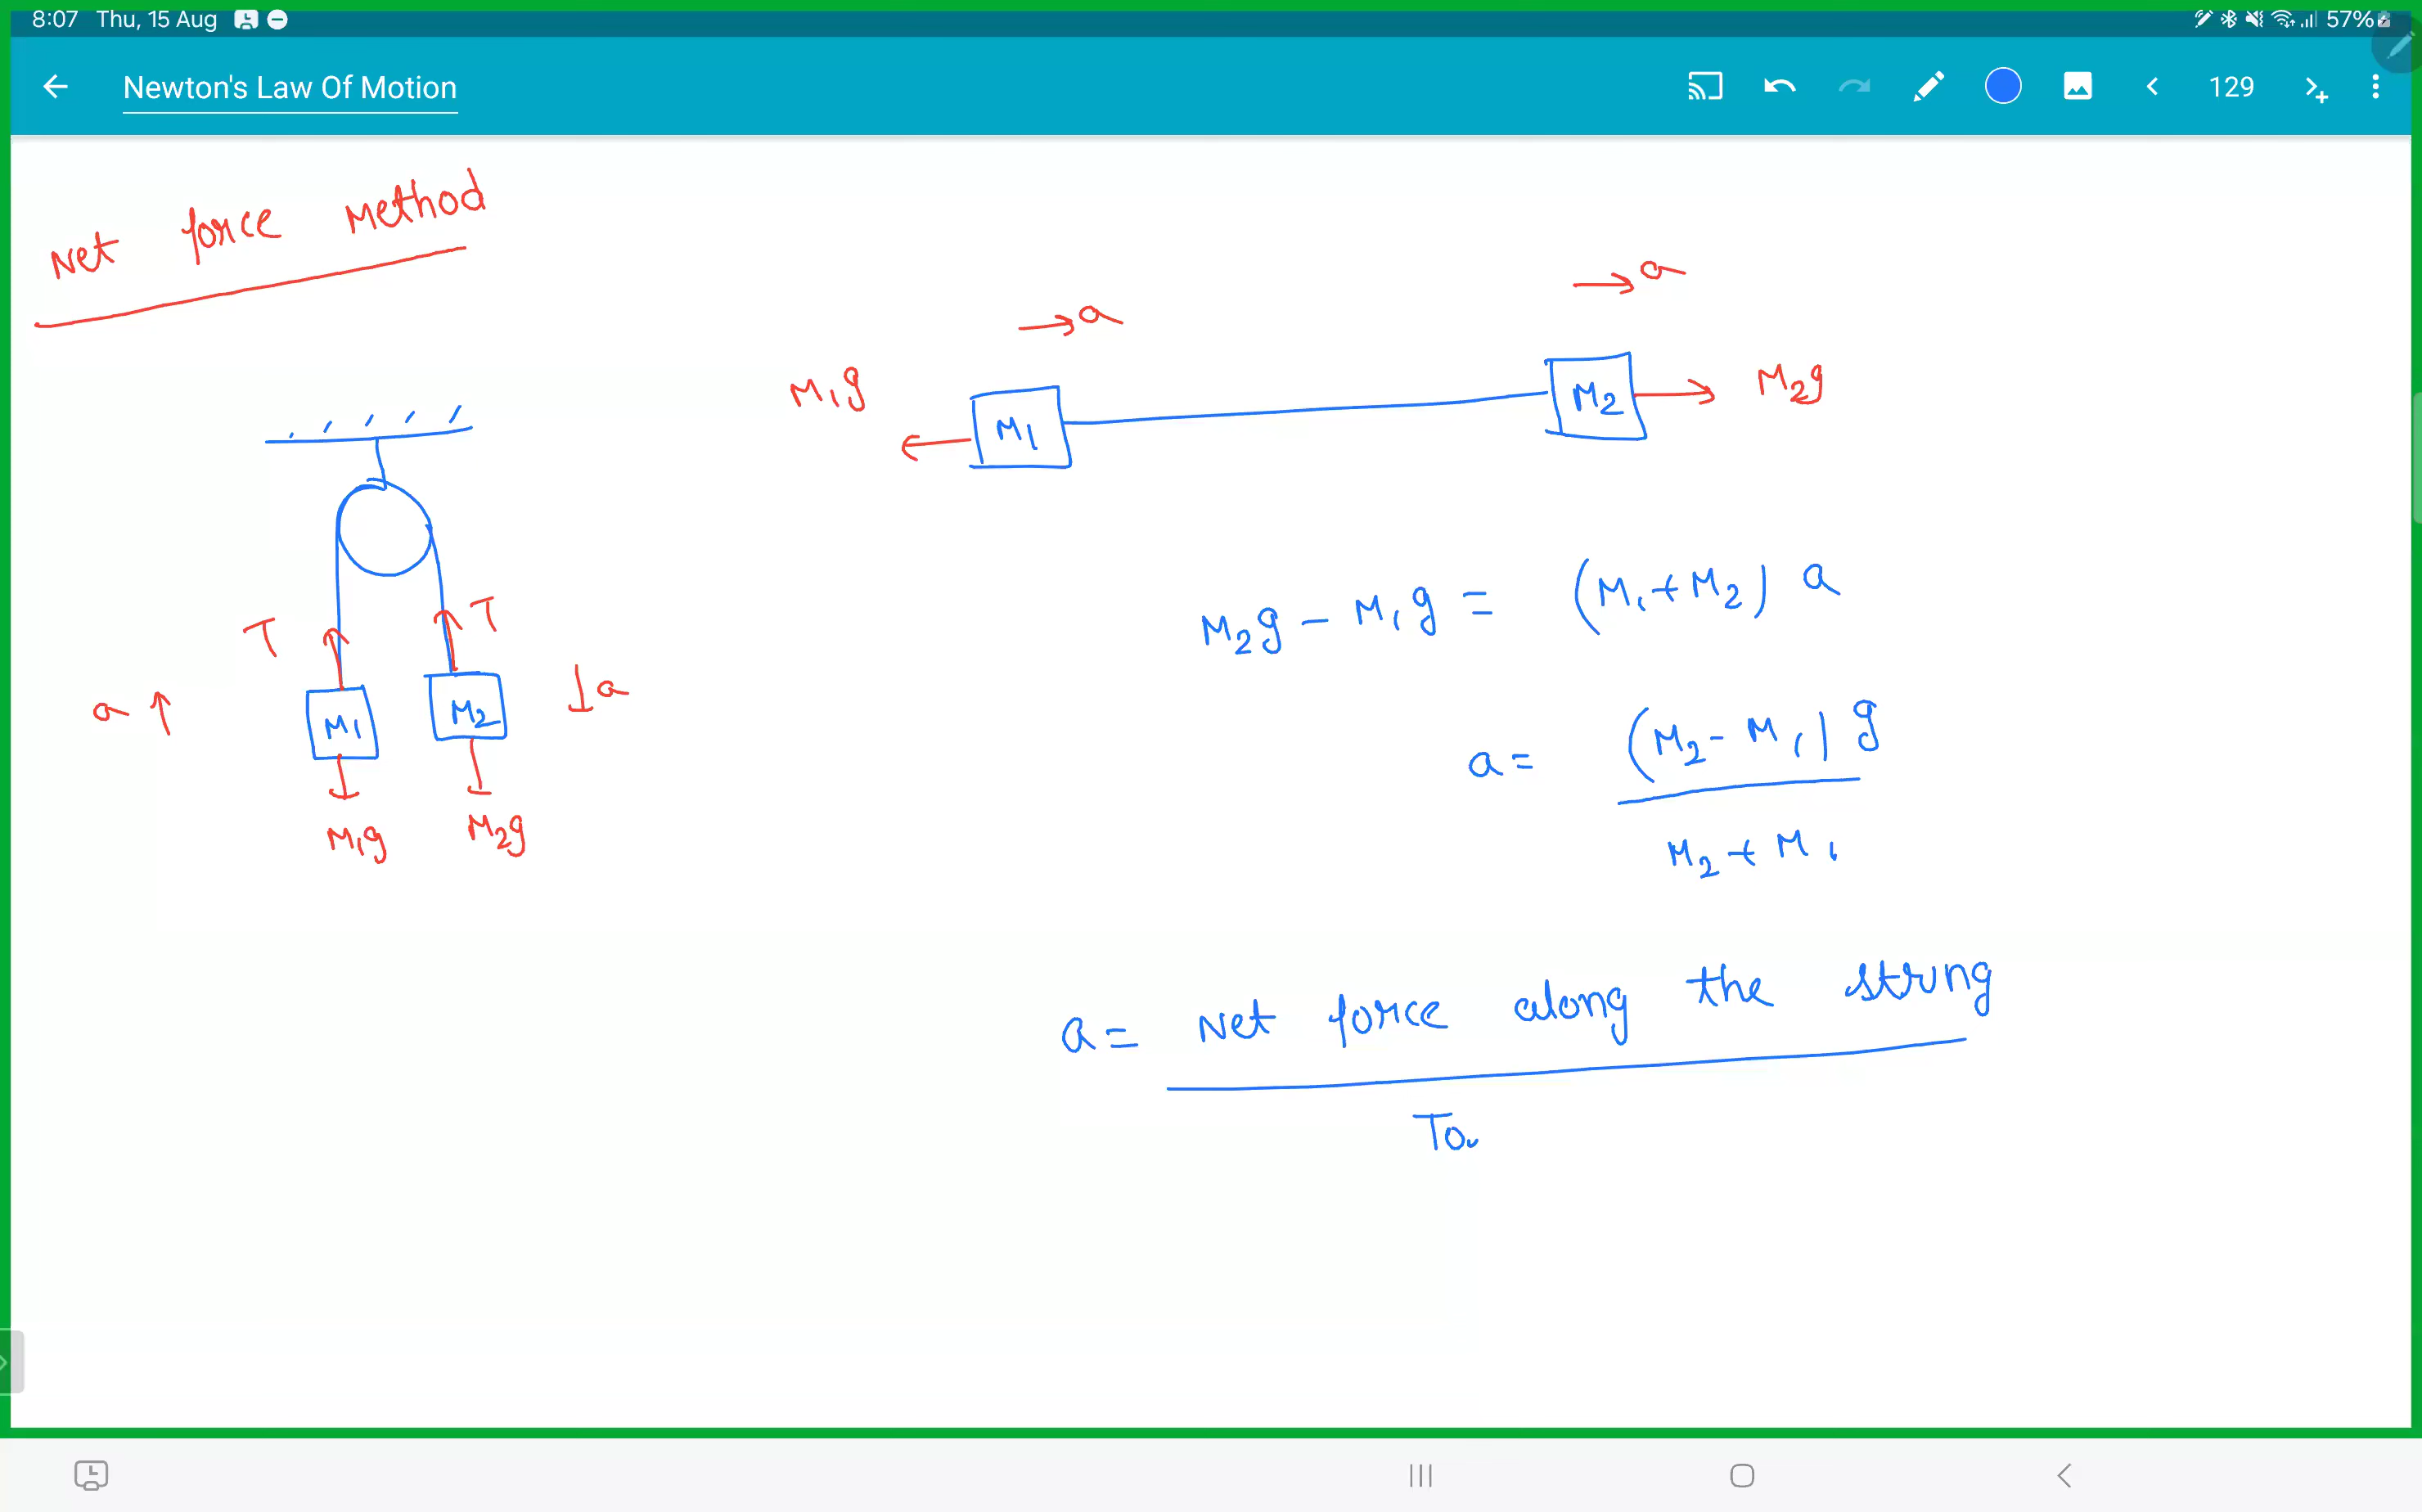 8:07 Thu, 15 Aug 57%
Newton's Law Of Motion 129
Net force method
a
a
M1g
M1
M2
M2g
T
T
a
M1
M2
a
M1g
M2g
M2g - M1g = (M1+M2) a
a = (M2 - M1) g
M2 + M1
a = Net force along the string
To